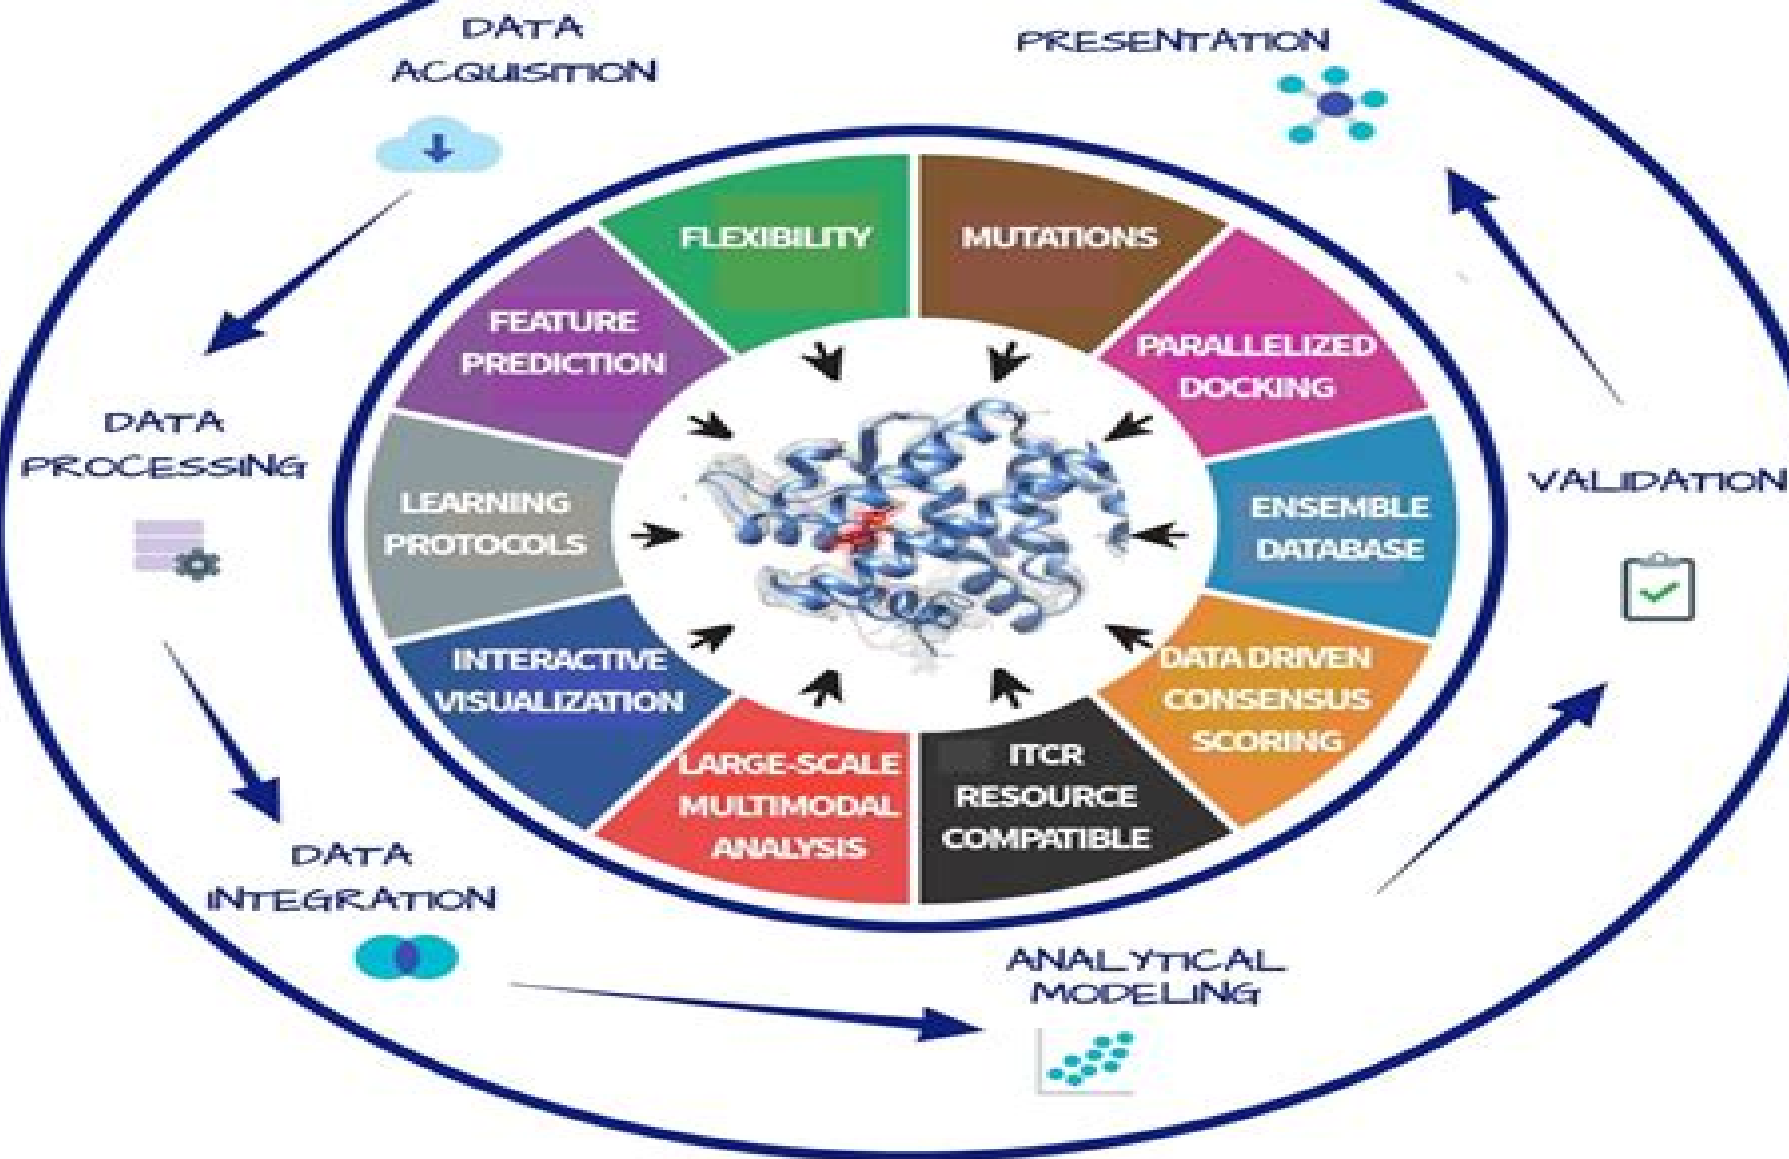 DATA
ACQUISITION
PRESENTATION
FLEXIBILITY
MUTATIONS
FEATURE
PREDICTION
PARALLELIZED
DOCKING
DATA
PROCESSING
LEARNING
PROTOCOLS
ENSEMBLE
DATABASE
VALIDATION
INTERACTIVE
VISUALIZATION
DATA DRIVEN
CONSENSUS
SCORING
LARGE-SCALE
MULTIMODAL
ANALYSIS
ITCR
RESOURCE
COMPATIBLE
DATA
INTEGRATION
ANALYTICAL
MODELING